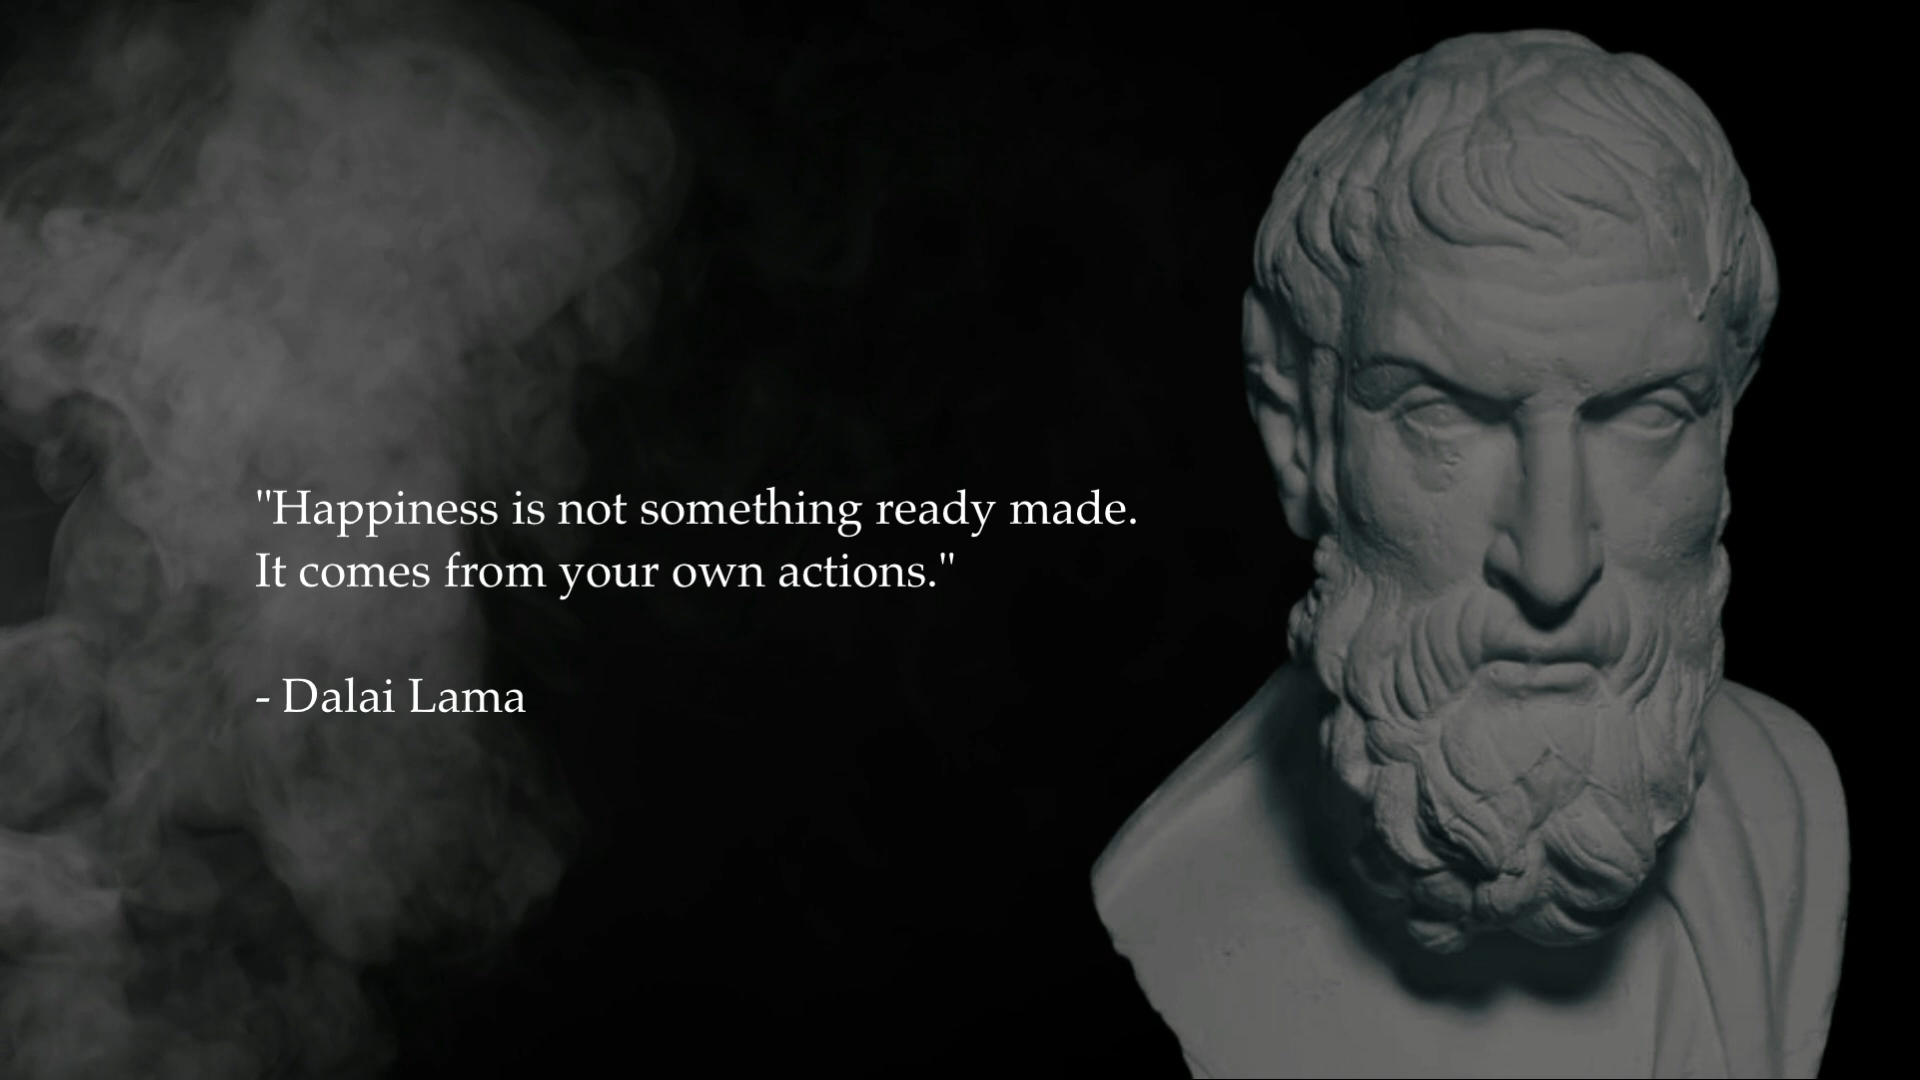 "Happiness is not something ready made.
It comes from your own actions."
- Dalai Lama